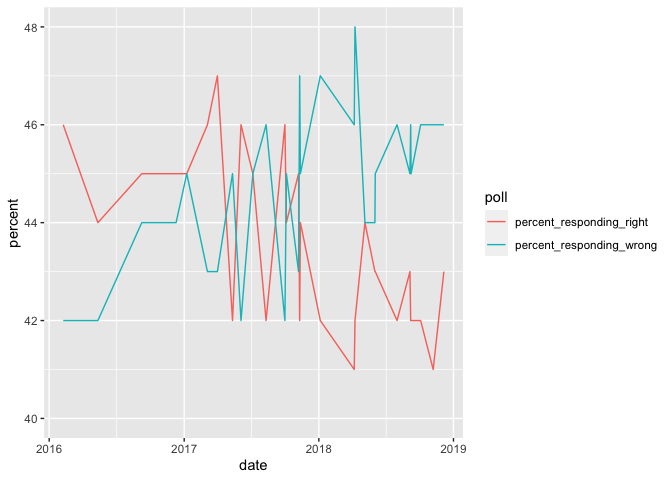 48
46
44
42
40
percent
2016 2017 2018 2019
date
poll
percent_responding_right
percent_responding_wrong